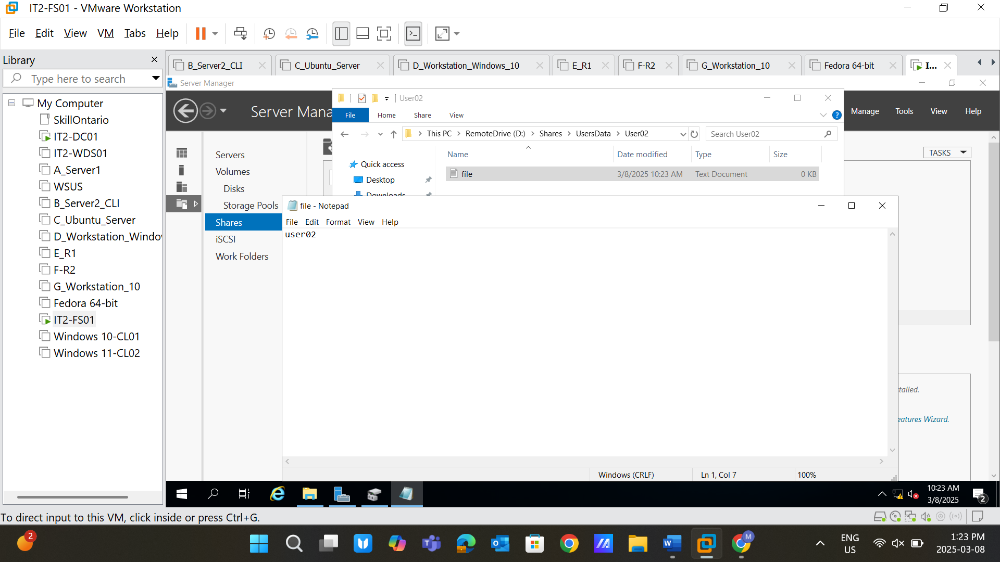 IT2-FS01 - VMware Workstation
File Edit View VM Tabs Help
Library
Type here to search
My Computer
SkillOntario
IT2-DC01
IT2-WDS01
A_Server1
WSUS
B_Server2_CLI
C_Ubuntu_Server
D_Workstation_Windo
E_R1
F-R2
G_Workstation_10
Fedora 64-bit
IT2-FS01
Windows 10-CL01
Windows 11-CL02
B_Server2_CLI C_Ubuntu_Server D_Workstation_Windows_10 E_R1 F-R2 G_Workstation_10 Fedora 64-bit I...
Server Manager
Server Mana
Manage Tools View Help
Servers
Volumes
Disks
Storage Pools
Shares
iSCSI
Work Folders
TASKS
User02
File Home Share View
This PC RemoteDrive (D:) Shares UsersData User02
Search User02
Quick access
Desktop
Downloads
Name Date modified Type Size
file 3/8/2025 10:23 AM Text Document 0 KB
file - Notepad
File Edit Format View Help
user02
Windows (CRLF) Ln 1, Col 7 100%
talled.
eatures Wizard.
10:23 AM
3/8/2025
2
To direct input to this VM, click inside or press Ctrl+G.
2
M
ENG
US
1:23 PM
2025-03-08